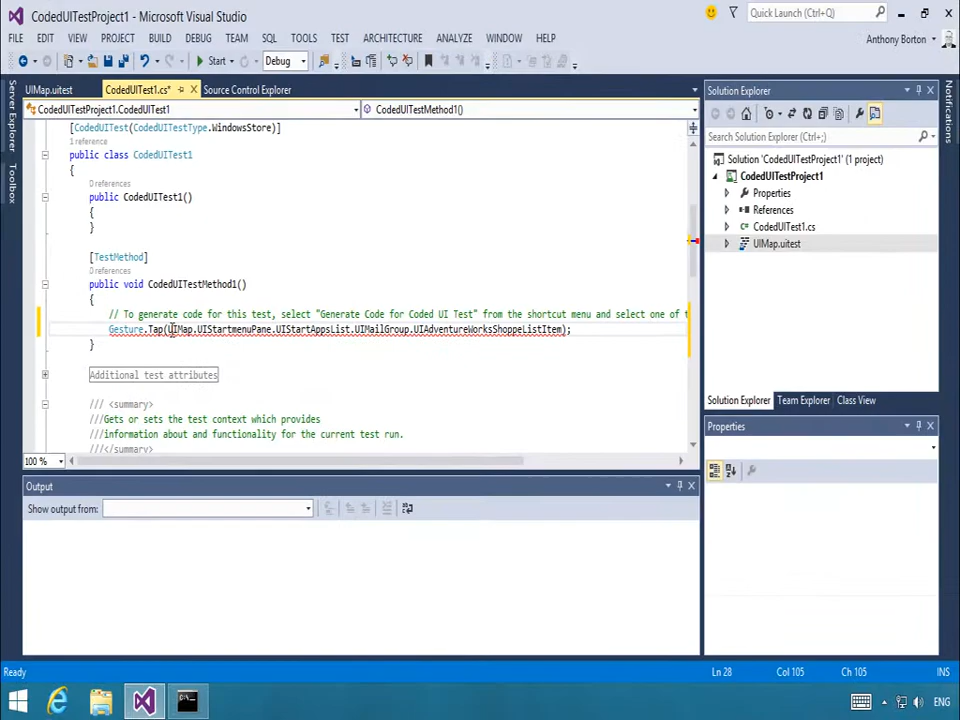 CodedUITestProject1 - Microsoft Visual Studio
Quick Launch (Ctrl+Q)
FILE EDIT VIEW PROJECT BUILD DEBUG TEAM SQL TOOLS TEST ARCHITECTURE ANALYZE WINDOW HELP
Anthony Borton
Start Debug
Server Explorer
Toolbox
UIMap.uitest CodedUITest1.cs* Source Control Explorer
CodedUITestProject1.CodedUITest1 CodedUITestMethod1()
[CodedUITest(CodedUITestType.WindowsStore)]
1 reference
public class CodedUITest1
{
0 references
public CodedUITest1()
{
}
[TestMethod]
0 references
public void CodedUITestMethod1()
{
// To generate code for this test, select "Generate Code for Coded UI Test" from the shortcut menu and select one of t
Gesture.Tap(UIMap.UIStartmenuPane.UIStartAppsList.UIMailGroup.UIAdventureWorksShoppeListItem);
}
Additional test attributes
/// <summary>
///Gets or sets the test context which provides
///information about and functionality for the current test run.
///</summary>
100 %
Output
Show output from:
Solution Explorer
Search Solution Explorer (Ctrl+;)
Solution 'CodedUITestProject1' (1 project)
CodedUITestProject1
Properties
References
CodedUITest1.cs
UIMap.uitest
Solution Explorer Team Explorer Class View
Properties
Notifications
Ready Ln 28 Col 105 Ch 105 INS
ENG